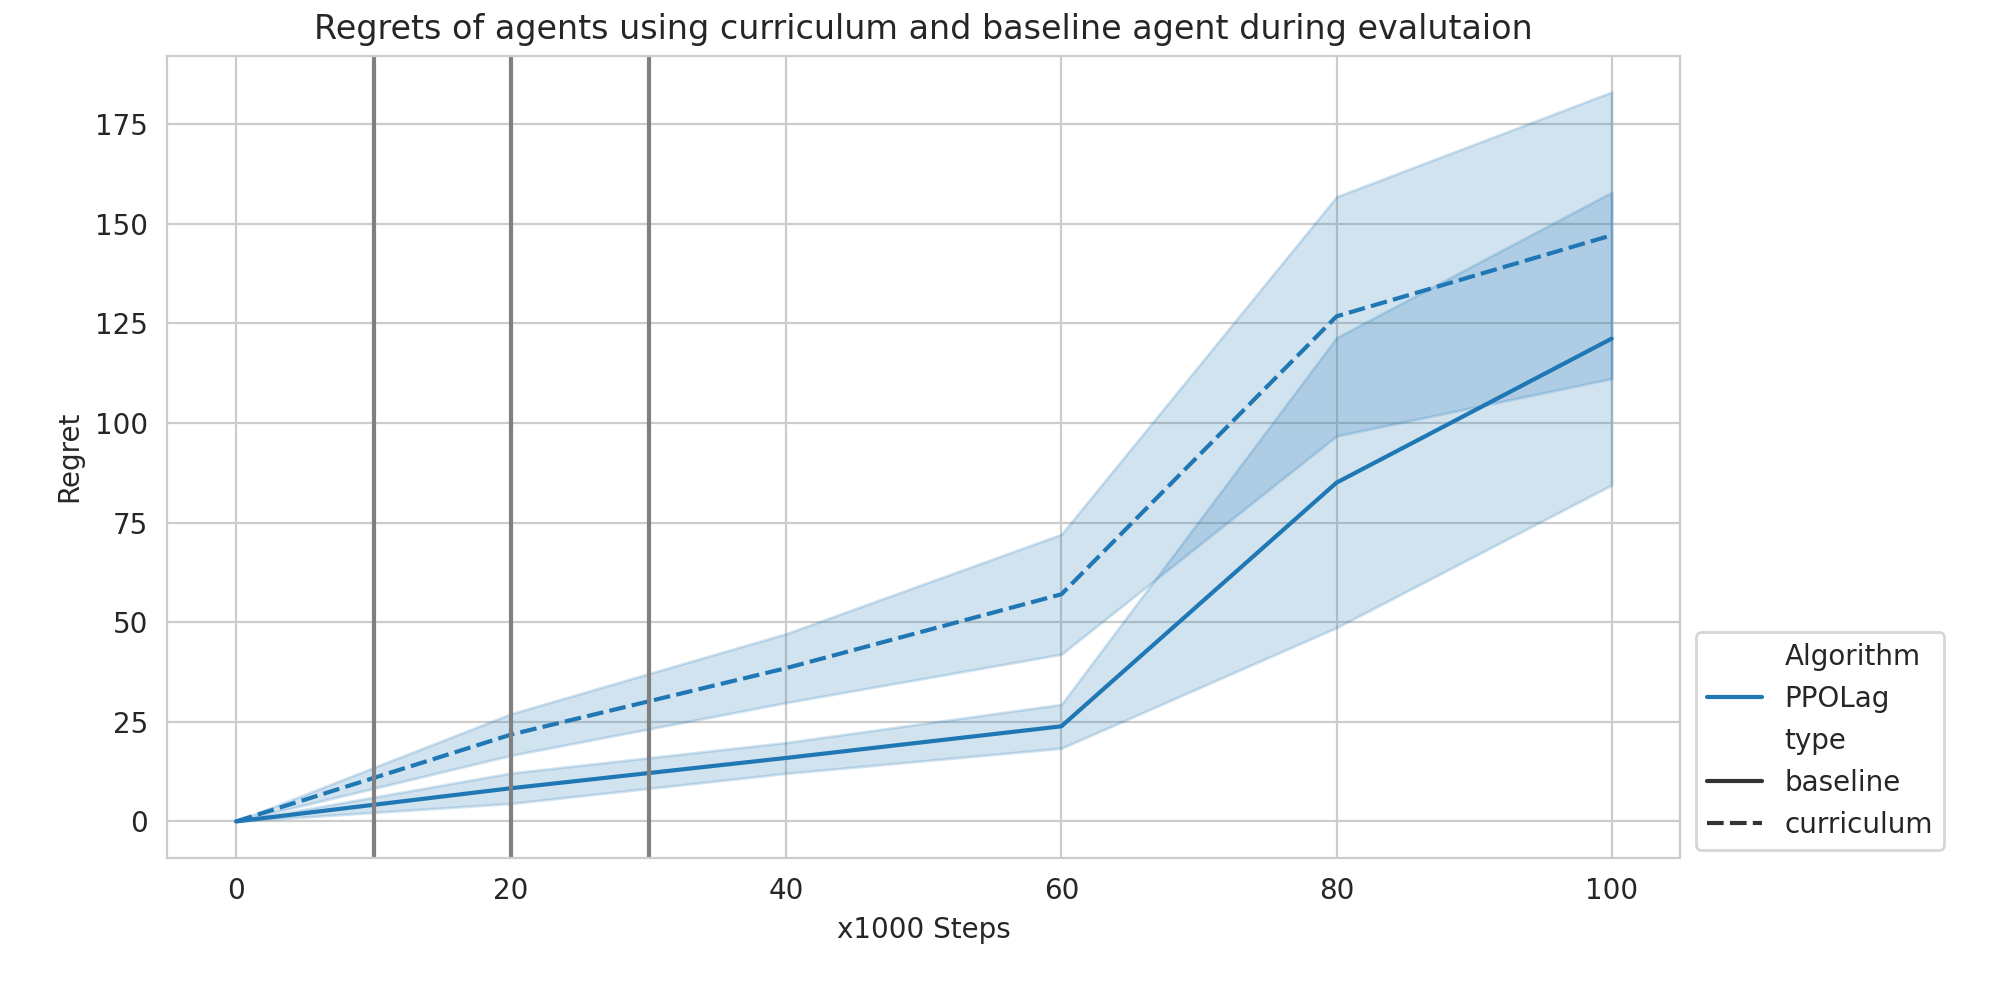 Regrets of agents using curriculum and baseline agent during evalutaion
175
150
125
100
75
50
25
0
Regret
0 20 40 60 80 100
x1000 Steps
Algorithm
PPOLag
type
baseline
curriculum